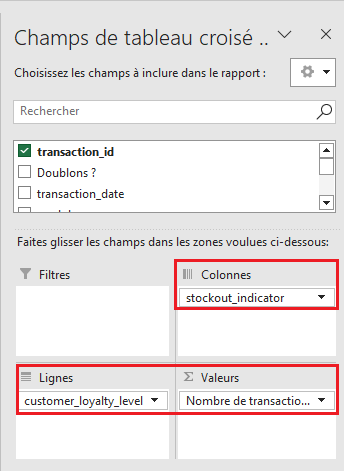 Champs de tableau croisé ..
Choisissez les champs à inclure dans le rapport :
Rechercher
transaction_id
Doublons ?
transaction_date
Faites glisser les champs dans les zones voulues ci-dessous:
Filtres
Colonnes
stockout_indicator
Lignes
Σ Valeurs
customer_loyalty_level
Nombre de transactio...